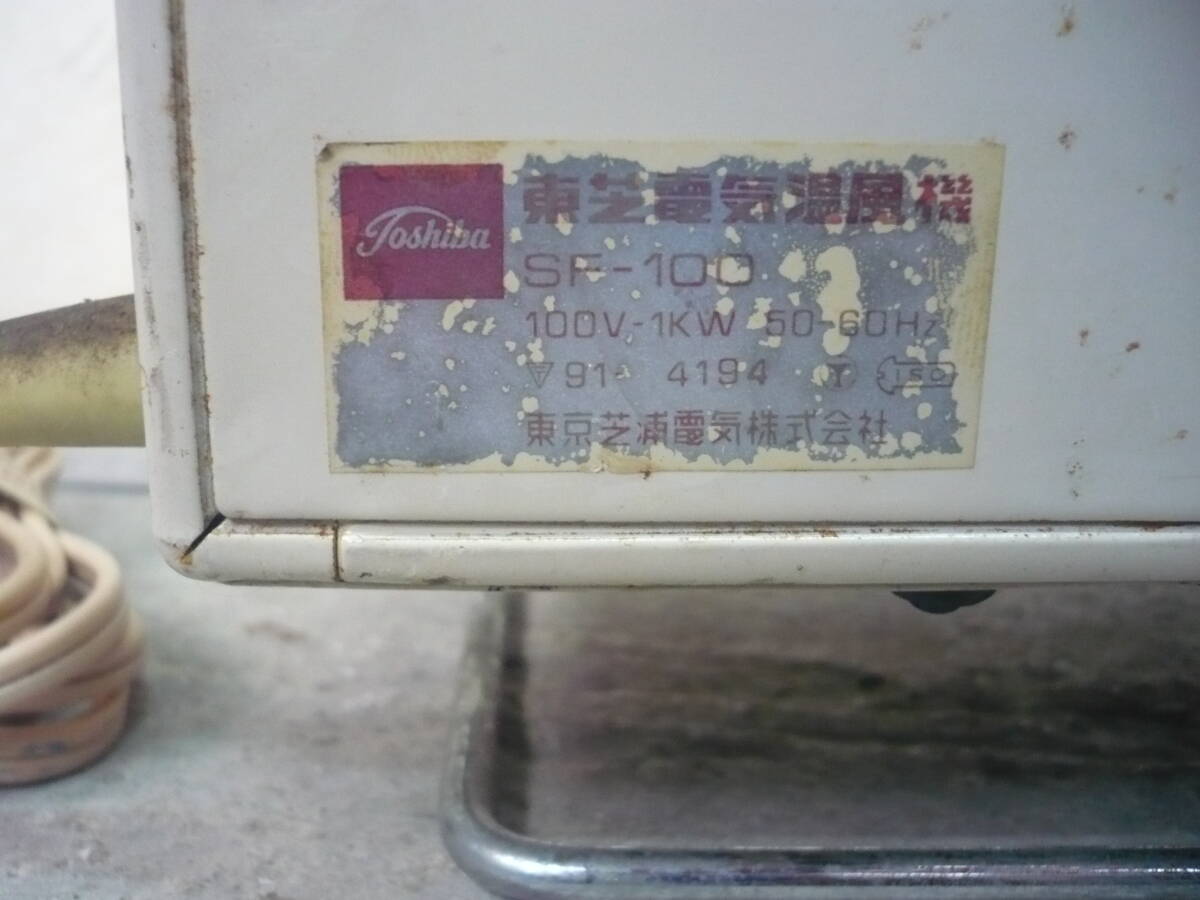 Toshiba
東芝電気温風機
SF-100
100V-1KW 50-60Hz
▽91- 4194 T TSC
東京芝浦電気株式会社